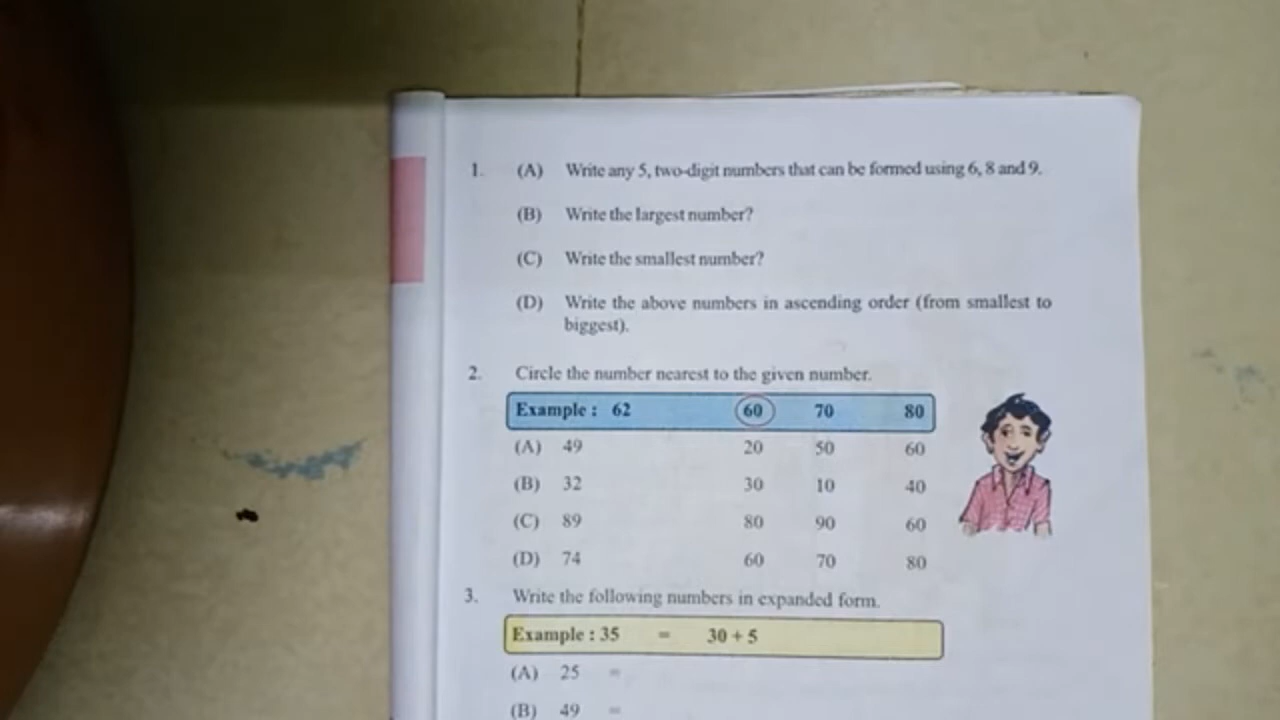 1. (A) Write any 5, two-digit numbers that can be formed using 6, 8 and 9.
(B) Write the largest number?
(C) Write the smallest number?
(D) Write the above numbers in ascending order (from smallest to
biggest).
2. Circle the number nearest to the given number.
Example : 62 60 70 80
(A) 49 20 50 60
(B) 32 30 10 40
(C) 89 80 90 60
(D) 74 60 70 80
3. Write the following numbers in expanded form.
Example : 35 = 30 + 5
(A) 25 =
(B) 49 =